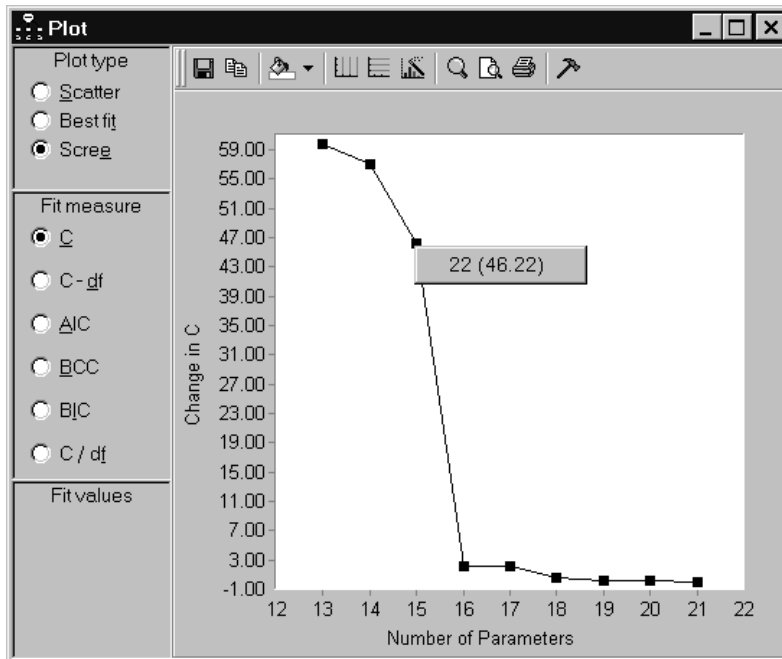 Plot
Plot type
Scatter
Best fit
Scree
Fit measure
C
C - df
AIC
BCC
BIC
C / df
Fit values
59.00
55.00
51.00
47.00
43.00
39.00
35.00
31.00
27.00
23.00
19.00
15.00
11.00
7.00
3.00
-1.00
Change in C
22 (46.22)
12 13 14 15 16 17 18 19 20 21 22
Number of Parameters